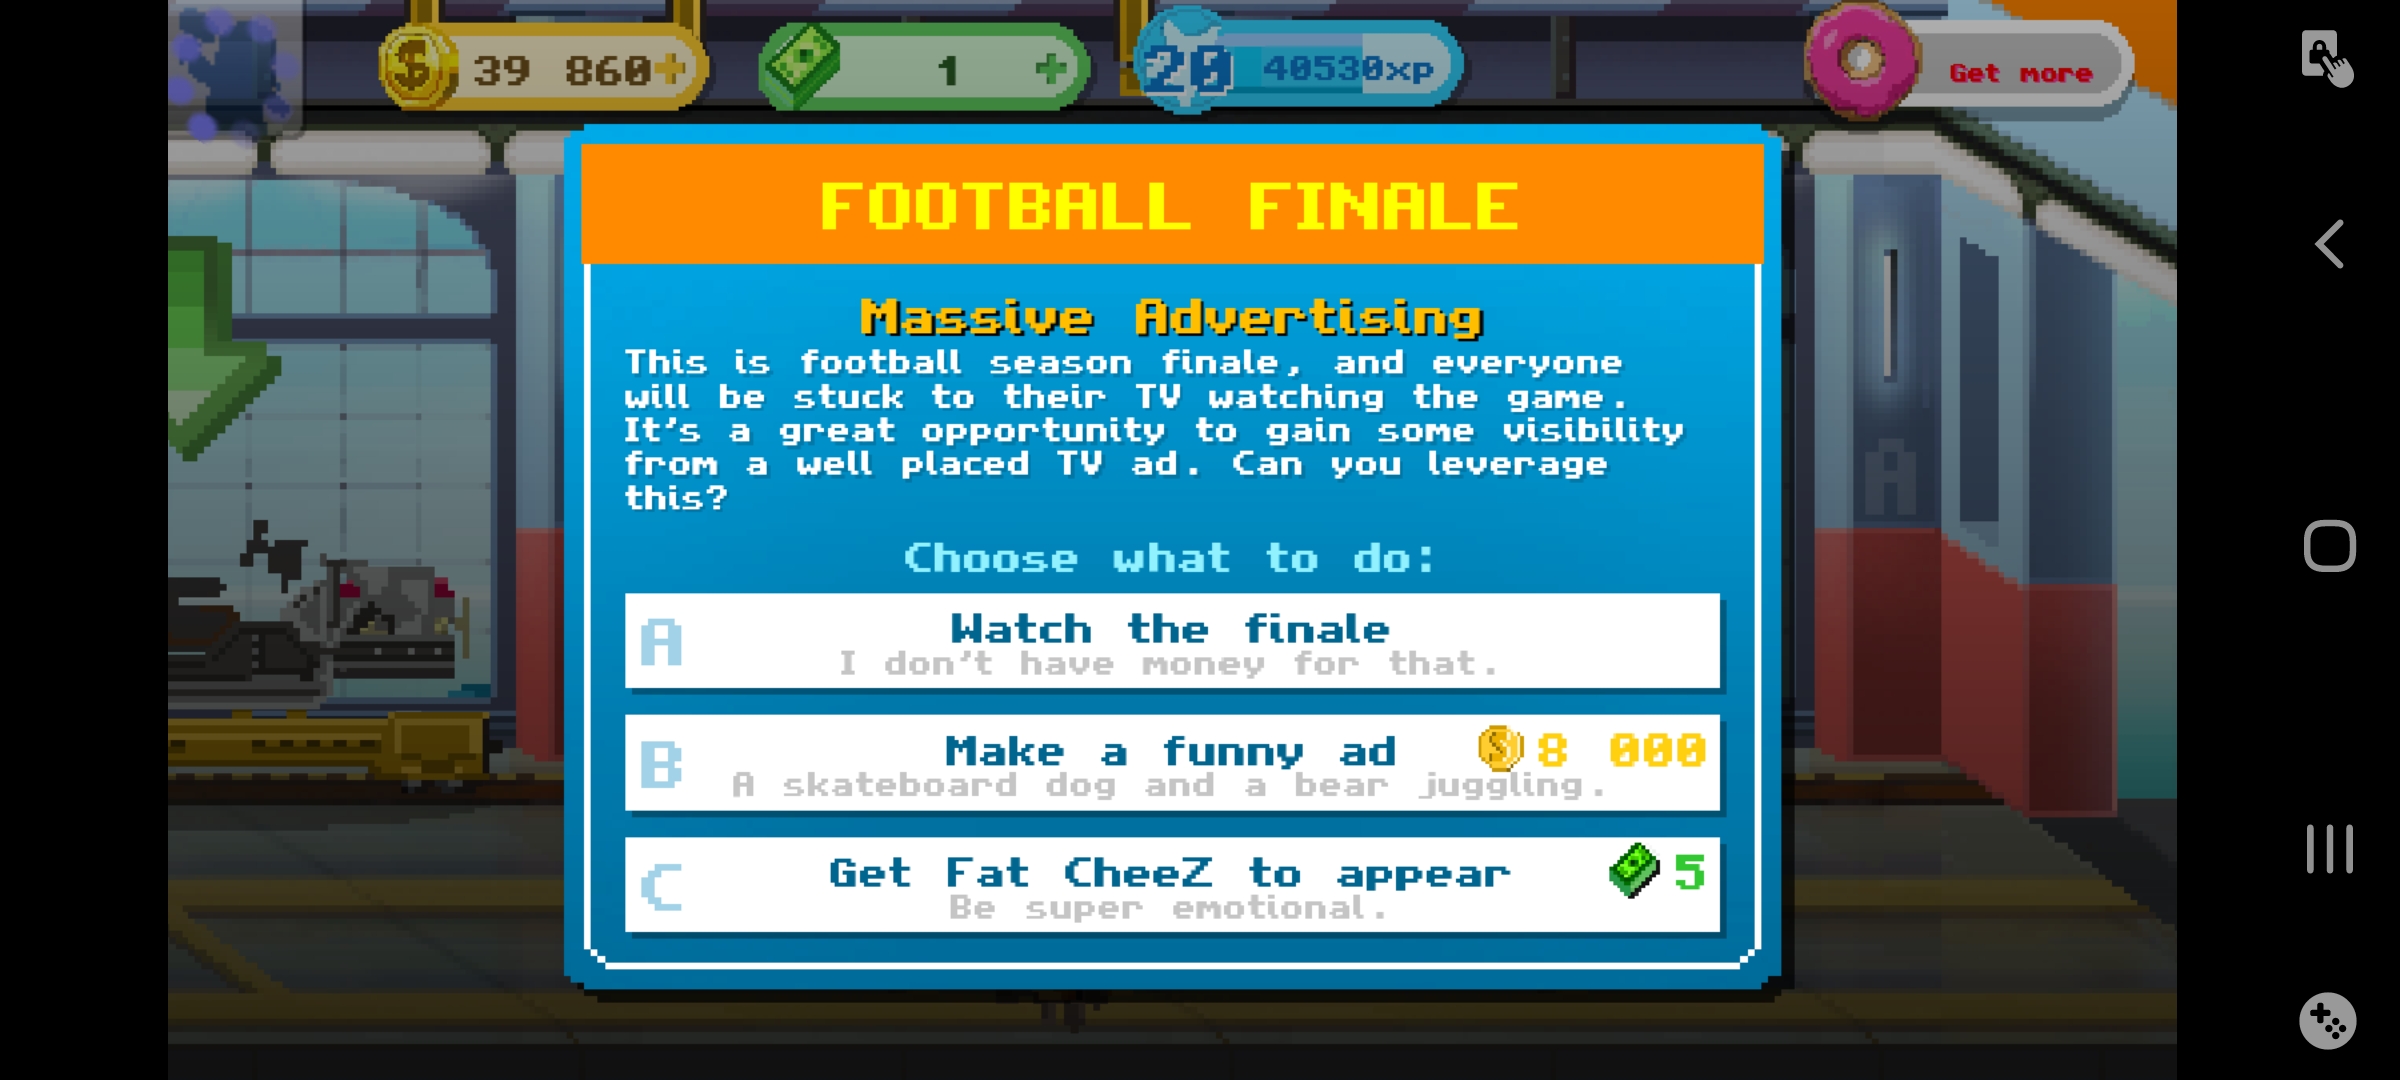 39 860+
1 +
20 40530xp
Get more
FOOTBALL FINALE
Massive Advertising
This is football season finale, and everyone
will be stuck to their TV watching the game.
It's a great opportunity to gain some visibility
from a well placed TV ad. Can you leverage
this?
Choose what to do:
A Watch the finale
I don't have money for that.
B Make a funny ad 8 000
A skateboard dog and a bear juggling.
C Get Fat CheeZ to appear 5
Be super emotional.
A